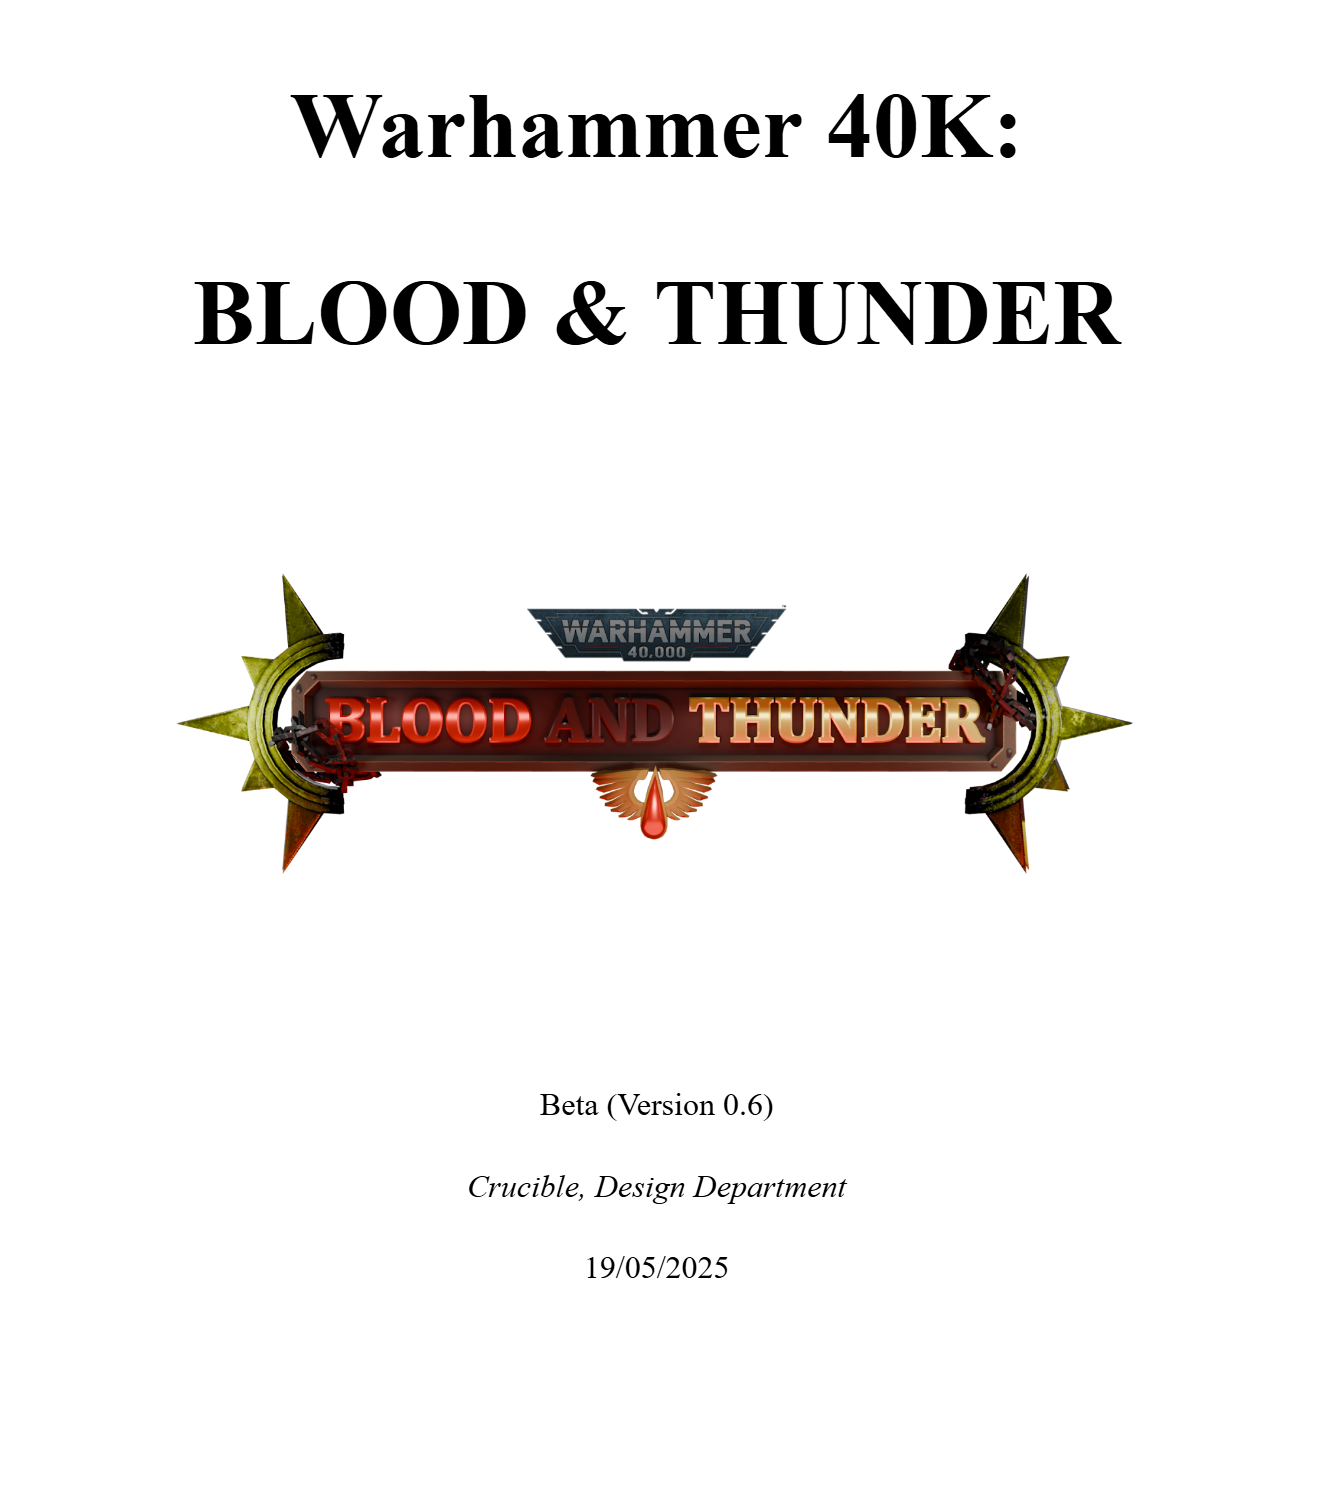 Warhammer 40K:
BLOOD & THUNDER
WARHAMMER
40,000
BLOOD AND THUNDER
Beta (Version 0.6)
Crucible, Design Department
19/05/2025